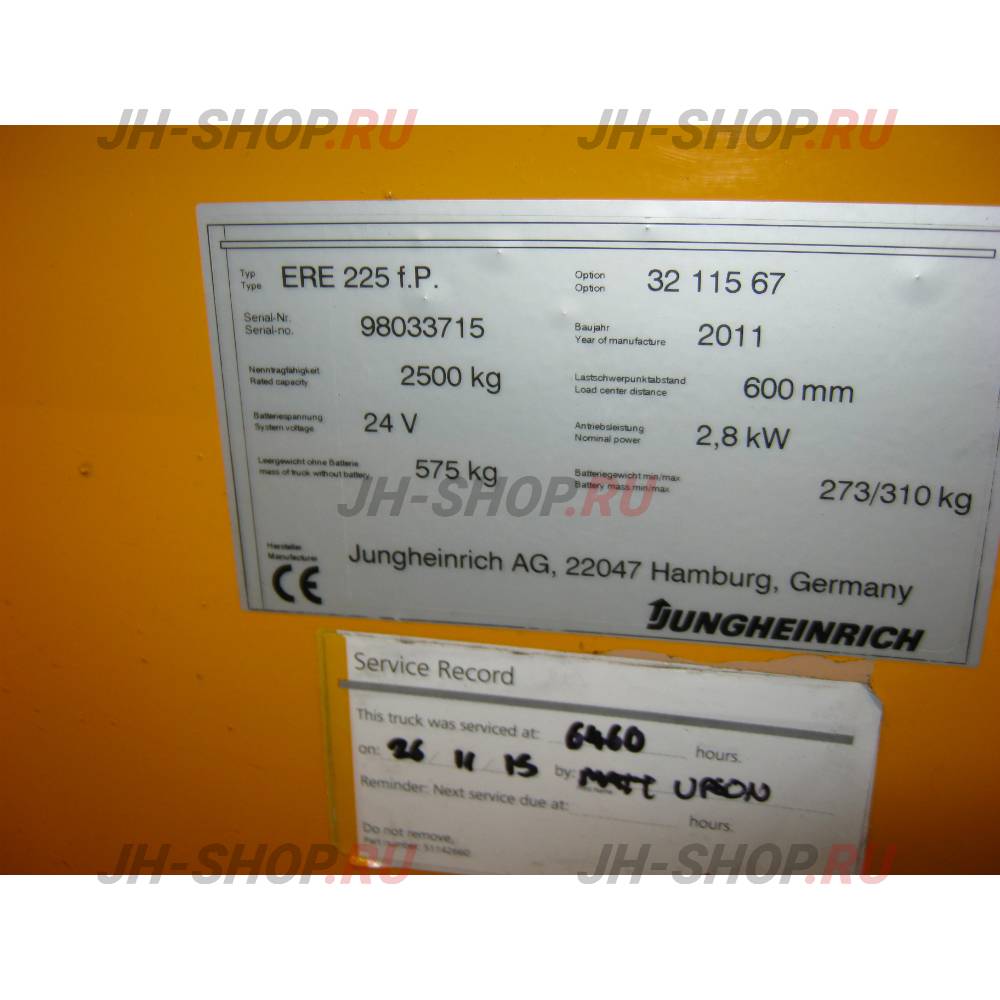 JH-SHOP.RU JH-SHOP.RU
Typ
Type ERE 225 f.P.
Option
Option 32 115 67
Serial-Nr.
Serial-no. 98033715
Baujahr
Year of manufacture 2011
Nenntragfähigkeit
Rated capacity 2500 kg
Lastschwerpunktabstand
Load center distance 600 mm
Batteriespannung
System voltage 24 V
Antriebsleistung
Nominal power 2,8 kW
Leergewicht ohne Batterie
mass of truck without battery 575 kg
Batteriegewicht min/max
Battery mass min/max 273/310 kg
JH-SHOP.RU
Hersteller
Manufacturer
Jungheinrich AG, 22047 Hamburg, Germany
CE
JUNGHEINRICH
Service Record
This truck was serviced at: 6460 hours.
on: 26 / 11 / 15 by: MATT UPSON
Reminder: Next service due at: hours.
Do not remove.
Part number: 51142660
JH-SHOP.RU JH-SHOP.RU